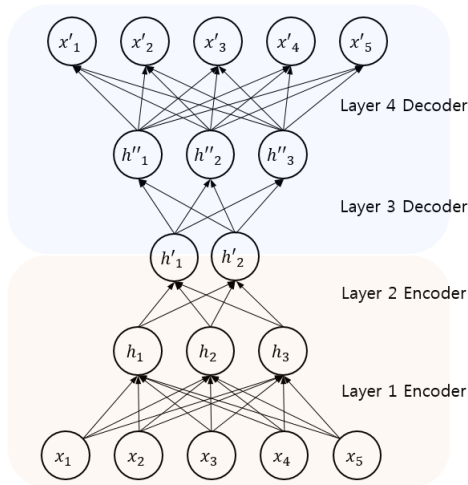 x'₁ x'₂ x'₃ x'₄ x'₅
Layer 4 Decoder
h''₁ h''₂ h''₃
Layer 3 Decoder
h'₁ h'₂
Layer 2 Encoder
h₁ h₂ h₃
Layer 1 Encoder
x₁ x₂ x₃ x₄ x₅